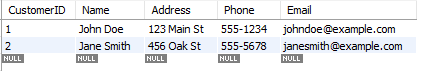 CustomerID Name Address Phone Email
1 John Doe 123 Main St 555-1234 johndoe@example.com
2 Jane Smith 456 Oak St 555-5678 janesmith@example.com
NULL NULL NULL NULL NULL